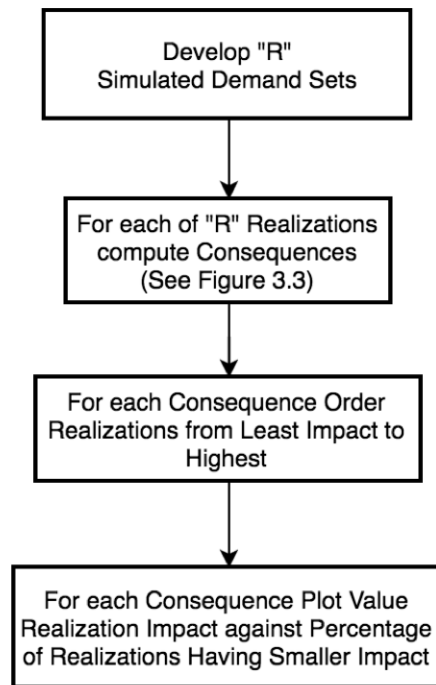 Develop "R"
Simulated Demand Sets
For each of "R" Realizations
compute Consequences
(See Figure 3.3)
For each Consequence Order
Realizations from Least Impact to
Highest
For each Consequence Plot Value
Realization Impact against Percentage
of Realizations Having Smaller Impact